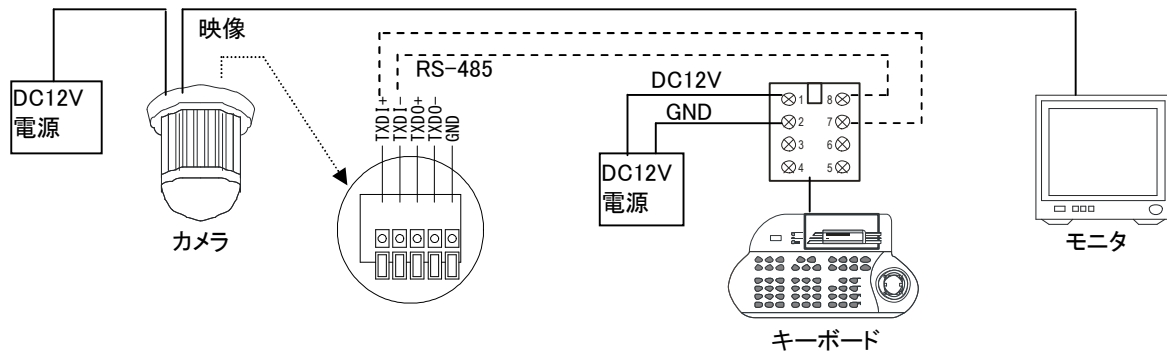 映像
DC12V
電源
カメラ
RS-485
TXDI+
TXDI-
TXDO+
TXDO-
GND
DC12V
GND
1 8
2 7
3 6
4 5
DC12V
電源
キーボード
モニタ